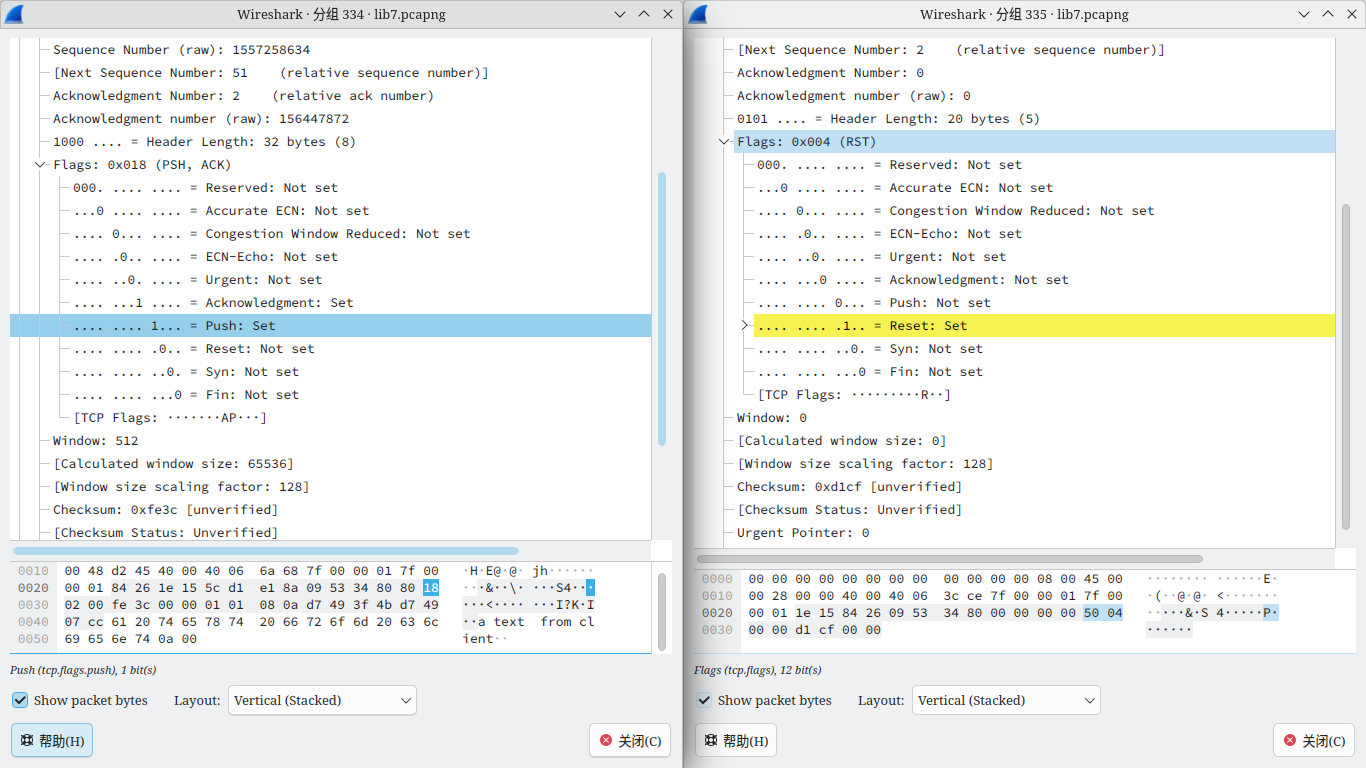 Wireshark · 分组 334 · lib7.pcapng
Sequence Number (raw): 1557258634
[Next Sequence Number: 51    (relative sequence number)]
Acknowledgment Number: 2    (relative ack number)
Acknowledgment number (raw): 156447872
1000 .... = Header Length: 32 bytes (8)
Flags: 0x018 (PSH, ACK)
000. .... .... = Reserved: Not set
...0 .... .... = Accurate ECN: Not set
.... 0... .... = Congestion Window Reduced: Not set
.... .0.. .... = ECN-Echo: Not set
.... ..0. .... = Urgent: Not set
.... ...1 .... = Acknowledgment: Set
.... .... 1... = Push: Set
.... .... .0.. = Reset: Not set
.... .... ..0. = Syn: Not set
.... .... ...0 = Fin: Not set
[TCP Flags: ·······AP···]
Window: 512
[Calculated window size: 65536]
[Window size scaling factor: 128]
Checksum: 0xfe3c [unverified]
[Checksum Status: Unverified]
0010  00 48 d2 45 40 00 40 06  6a 68 7f 00 00 01 7f 00  ·H·E@·@· jh······
0020  00 01 84 26 1e 15 5c d1  e1 8a 09 53 34 80 80 18  ···&··\· ···S4···
0030  02 00 fe 3c 00 00 01 01  08 0a d7 49 3f 4b d7 49  ···<···· ···I?K·I
0040  07 cc 61 20 74 65 78 74  20 66 72 6f 6d 20 63 6c  ··a text  from cl
0050  69 65 6e 74 0a 00  ient··
Push (tcp.flags.push), 1 bit(s)
Show packet bytes
Layout:
Vertical (Stacked)
帮助(H)
关闭(C)
Wireshark · 分组 335 · lib7.pcapng
[Next Sequence Number: 2    (relative sequence number)]
Acknowledgment Number: 0
Acknowledgment number (raw): 0
0101 .... = Header Length: 20 bytes (5)
Flags: 0x004 (RST)
000. .... .... = Reserved: Not set
...0 .... .... = Accurate ECN: Not set
.... 0... .... = Congestion Window Reduced: Not set
.... .0.. .... = ECN-Echo: Not set
.... ..0. .... = Urgent: Not set
.... ...0 .... = Acknowledgment: Not set
.... .... 0... = Push: Not set
.... .... .1.. = Reset: Set
.... .... ..0. = Syn: Not set
.... .... ...0 = Fin: Not set
[TCP Flags: ·········R··]
Window: 0
[Calculated window size: 0]
[Window size scaling factor: 128]
Checksum: 0xd1cf [unverified]
[Checksum Status: Unverified]
Urgent Pointer: 0
0000  00 00 00 00 00 00 00 00  00 00 00 00 08 00 45 00  ········ ······E·
0010  00 28 00 00 40 00 40 06  3c ce 7f 00 00 01 7f 00  ·(··@·@· <·······
0020  00 01 1e 15 84 26 09 53  34 80 00 00 00 00 50 04  ·····&·S 4·····P·
0030  00 00 d1 cf 00 00  ······
Flags (tcp.flags), 12 bit(s)
Show packet bytes
Layout:
Vertical (Stacked)
帮助(H)
关闭(C)